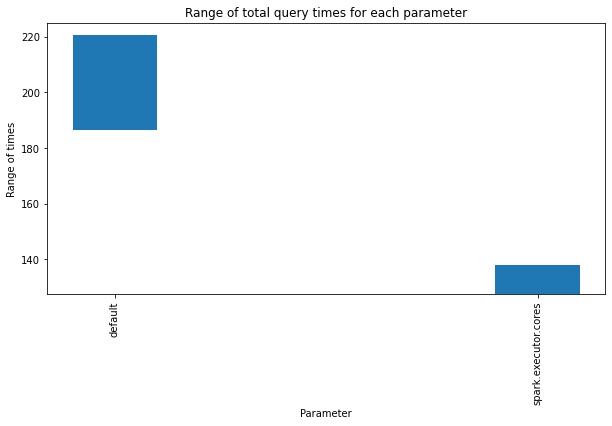 Range of total query times for each parameter
220
200
180
160
140
Range of times
default
spark.executor.cores
Parameter